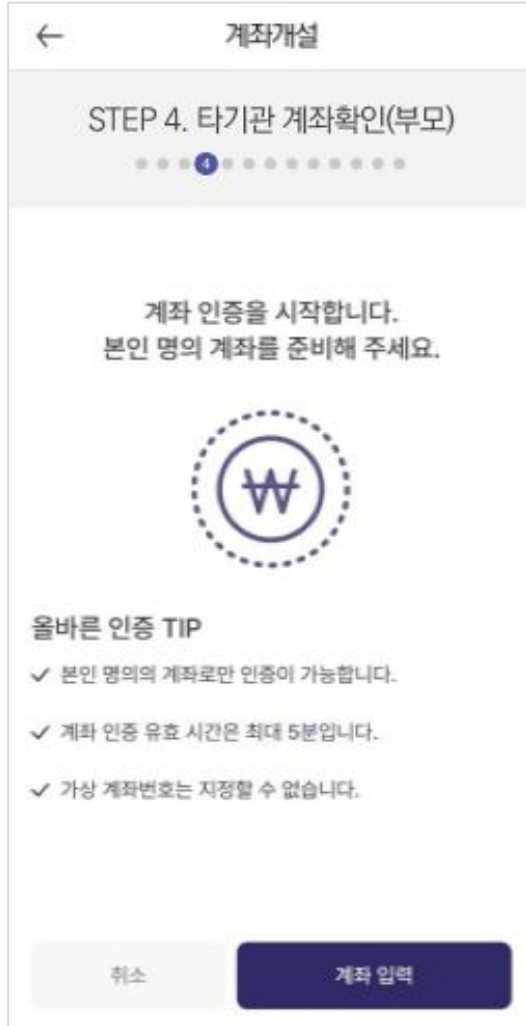 계좌개설
STEP 4. 타기관 계좌확인(부모)
4
계좌 인증을 시작합니다.
본인 명의 계좌를 준비해 주세요.
₩
올바른 인증 TIP
✓ 본인 명의의 계좌로만 인증이 가능합니다.
✓ 계좌 인증 유효 시간은 최대 5분입니다.
✓ 가상 계좌번호는 지정할 수 없습니다.
취소
계좌 입력